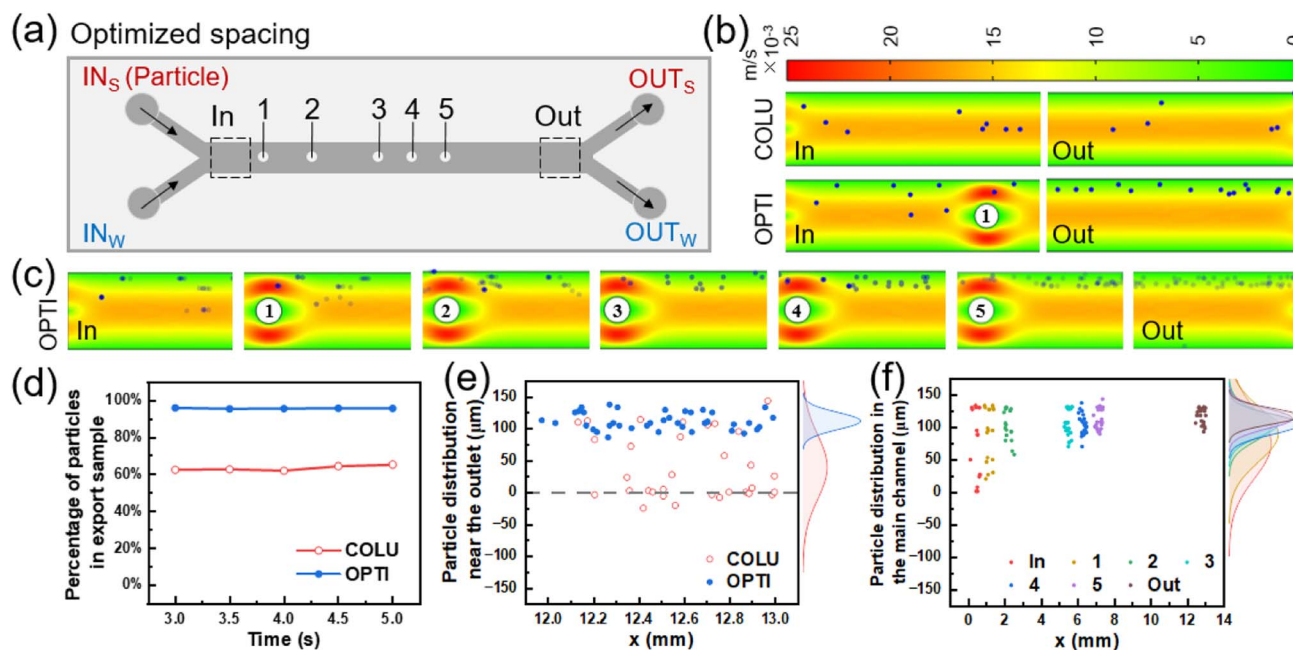 (a) Optimized spacing
IN_S (Particle)
OUT_S
In 1 2 3 4 5 Out
IN_W
OUT_W
(b)
m/s
×10⁻³
25 20 15 10 5 0
COLU
In
Out
OPTI
In
1
Out
(c)
OPTI
In
1
2
3
4
5
Out
(d)
Percentage of particles
in export sample
100%
80%
60%
40%
20%
0%
COLU
OPTI
3.0 3.5 4.0 4.5 5.0
Time (s)
(e)
Particle distribution
near the outlet (μm)
150
100
50
0
−50
−100
−150
COLU
OPTI
12.0 12.2 12.4 12.6 12.8 13.0
x (mm)
(f)
Particle distribution in
the main channel (μm)
150
100
50
0
−50
−100
−150
In 1 2 3
4 5 Out
0 2 4 6 8 10 12 14
x (mm)